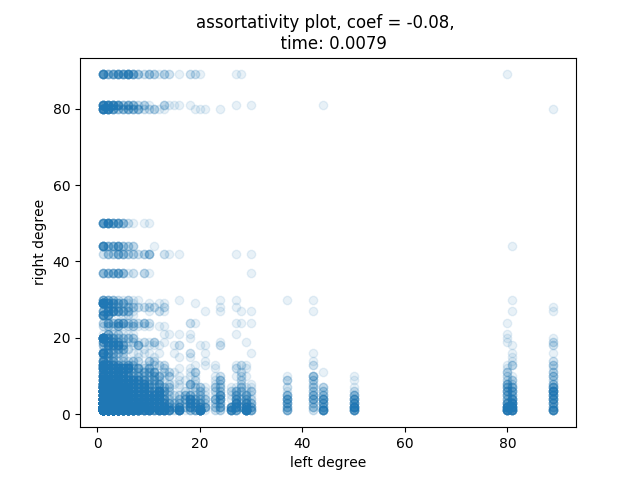 assortativity plot, coef = -0.08,
time: 0.0079
80
60
40
20
0
right degree
0 20 40 60 80
left degree